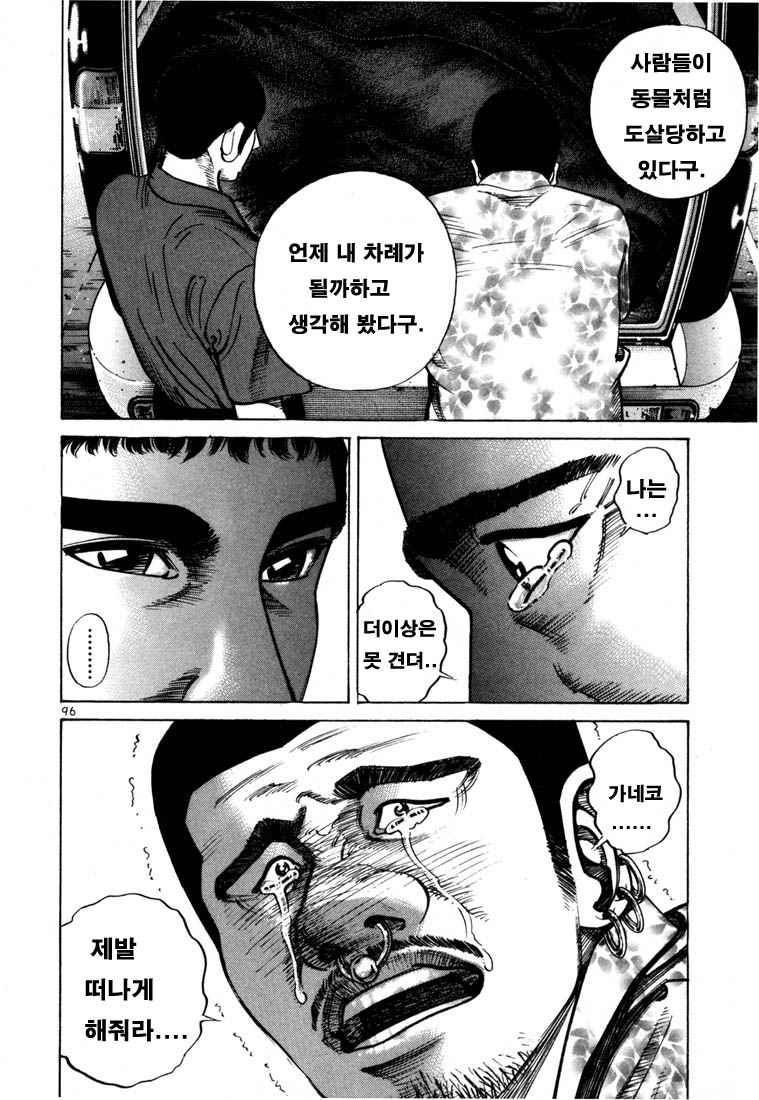 사람들이
동물처럼
도살당하고
있다구.
언제 내 차례가
될까하고
생각해 봤다구.
나는
...
더이상은
못 견뎌..
.........
96
가네코
......
제발
떠나게
해줘라....